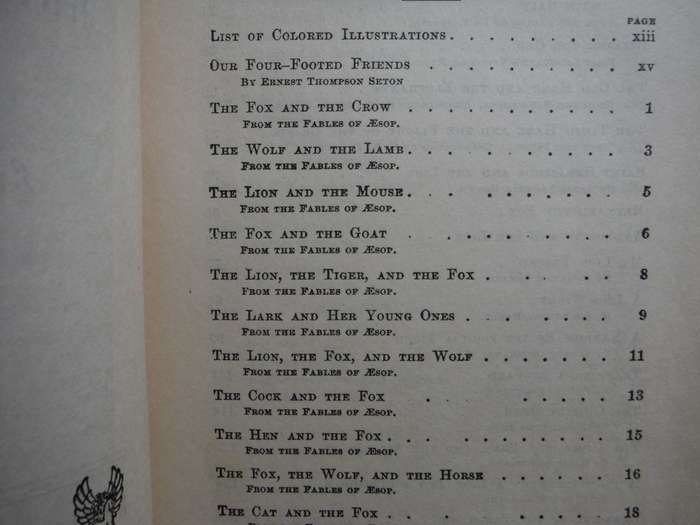 PAGE
LIST OF COLORED ILLUSTRATIONS . . . . . . . . . xiii
OUR FOUR-FOOTED FRIENDS . . . . . . . . . . xv
BY ERNEST THOMPSON SETON
THE FOX AND THE CROW . . . . . . . . . . . 1
FROM THE FABLES OF ÆSOP.
THE WOLF AND THE LAMB . . . . . . . . . . . 3
FROM THE FABLES OF ÆSOP.
THE LION AND THE MOUSE . . . . . . . . . . 5
FROM THE FABLES OF ÆSOP.
THE FOX AND THE GOAT . . . . . . . . . . 6
FROM THE FABLES OF ÆSOP.
THE LION, THE TIGER, AND THE FOX . . . . . 8
FROM THE FABLES OF ÆSOP.
THE LARK AND HER YOUNG ONES . . . . . . . 9
FROM THE FABLES OF ÆSOP.
THE LION, THE FOX, AND THE WOLF . . . . . . . 11
FROM THE FABLES OF ÆSOP.
THE COCK AND THE FOX . . . . . . . 13
FROM THE FABLES OF ÆSOP.
THE HEN AND THE FOX . . . . . . . . . . 15
FROM THE FABLES OF ÆSOP.
THE FOX, THE WOLF, AND THE HORSE . . . . . . 16
FROM THE FABLES OF ÆSOP.
THE CAT AND THE FOX . . . . . . . . . 18